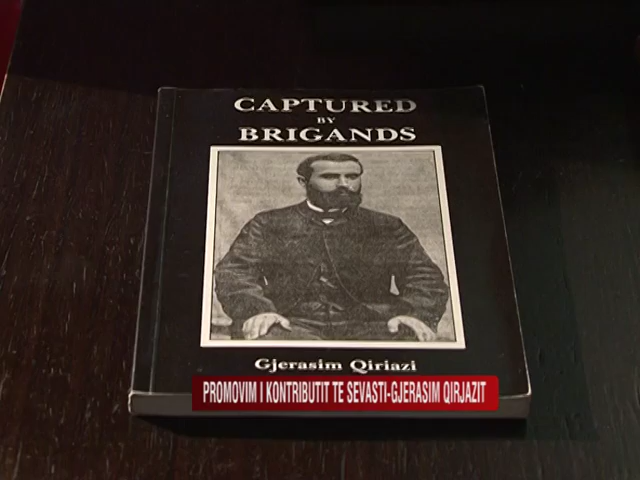 CAPTURED
BY
BRIGANDS
Gjerasim Qiriazi
PROMOVIM I KONTRIBUTIT TE SEVASTI-GJERASIM QIRJAZIT